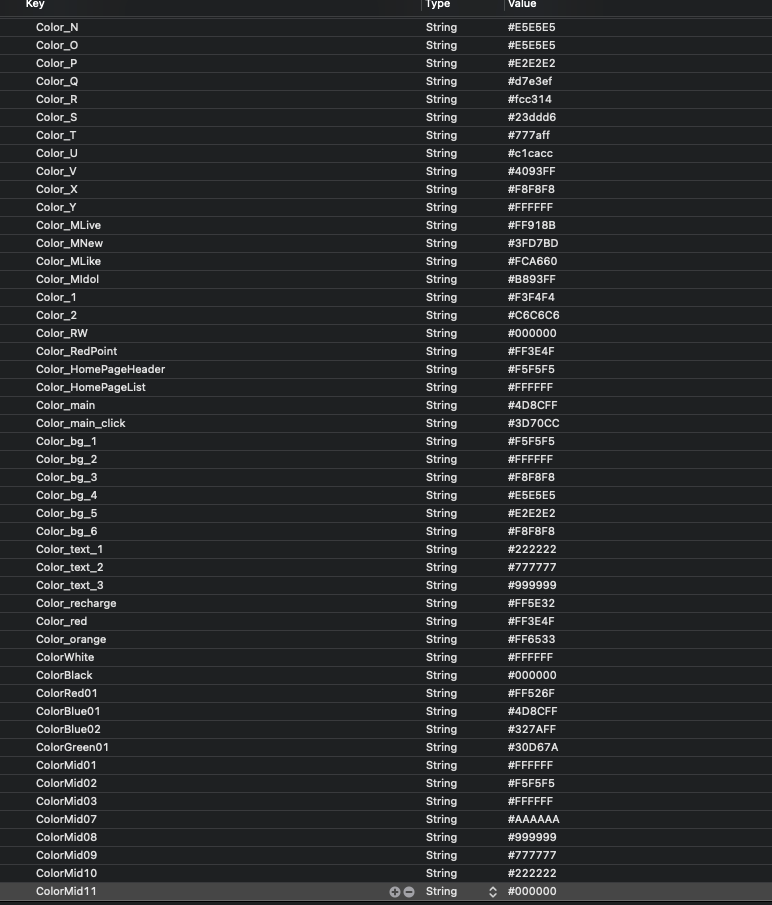 Key Type Value
Color_N String #E5E5E5
Color_O String #E5E5E5
Color_P String #E2E2E2
Color_Q String #d7e3ef
Color_R String #fcc314
Color_S String #23ddd6
Color_T String #777aff
Color_U String #c1cacc
Color_V String #4093FF
Color_X String #F8F8F8
Color_Y String #FFFFFF
Color_MLive String #FF918B
Color_MNew String #3FD7BD
Color_MLike String #FCA660
Color_MIdol String #B893FF
Color_1 String #F3F4F4
Color_2 String #C6C6C6
Color_RW String #000000
Color_RedPoint String #FF3E4F
Color_HomePageHeader String #F5F5F5
Color_HomePageList String #FFFFFF
Color_main String #4D8CFF
Color_main_click String #3D70CC
Color_bg_1 String #F5F5F5
Color_bg_2 String #FFFFFF
Color_bg_3 String #F8F8F8
Color_bg_4 String #E5E5E5
Color_bg_5 String #E2E2E2
Color_bg_6 String #F8F8F8
Color_text_1 String #222222
Color_text_2 String #777777
Color_text_3 String #999999
Color_recharge String #FF5E32
Color_red String #FF3E4F
Color_orange String #FF6533
ColorWhite String #FFFFFF
ColorBlack String #000000
ColorRed01 String #FF526F
ColorBlue01 String #4D8CFF
ColorBlue02 String #327AFF
ColorGreen01 String #30D67A
ColorMid01 String #FFFFFF
ColorMid02 String #F5F5F5
ColorMid03 String #FFFFFF
ColorMid07 String #AAAAAA
ColorMid08 String #999999
ColorMid09 String #777777
ColorMid10 String #222222
ColorMid11 String #000000